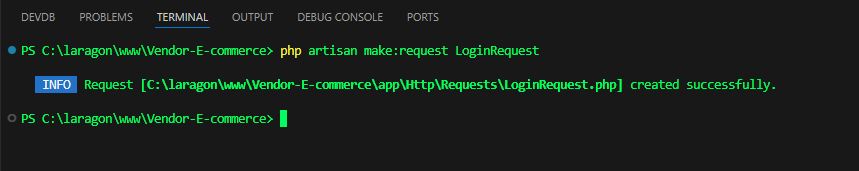 DEVDB PROBLEMS TERMINAL OUTPUT DEBUG CONSOLE PORTS
PS C:\laragon\www\Vendor-E-commerce> php artisan make:request LoginRequest
INFO Request [C:\laragon\www\Vendor-E-commerce\app\Http\Requests\LoginRequest.php] created successfully.
PS C:\laragon\www\Vendor-E-commerce>